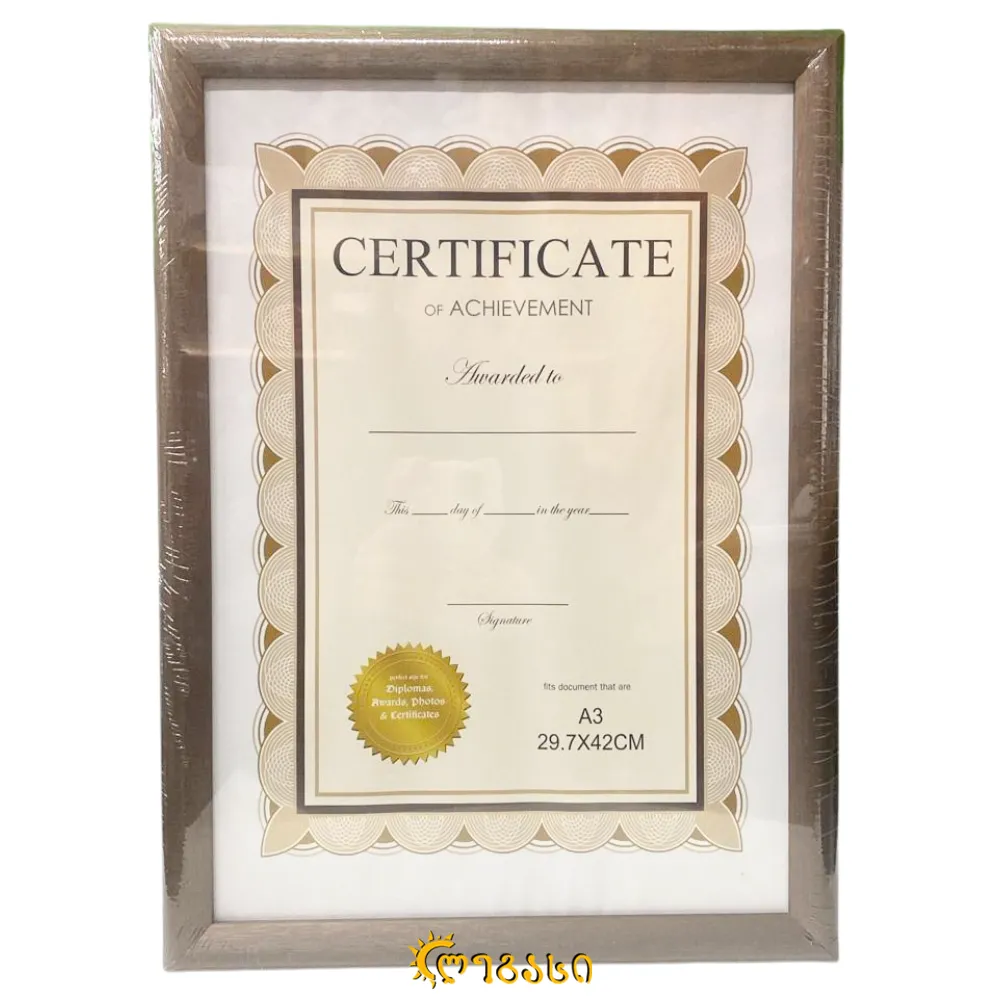 CERTIFICATE
OF ACHIEVEMENT
Awarded to
This day of in the year
Signature
perfect size for
Diplomas,
Awards, Photos
& Certificates
fits document that are
A3
29.7X42CM
ლეგასი